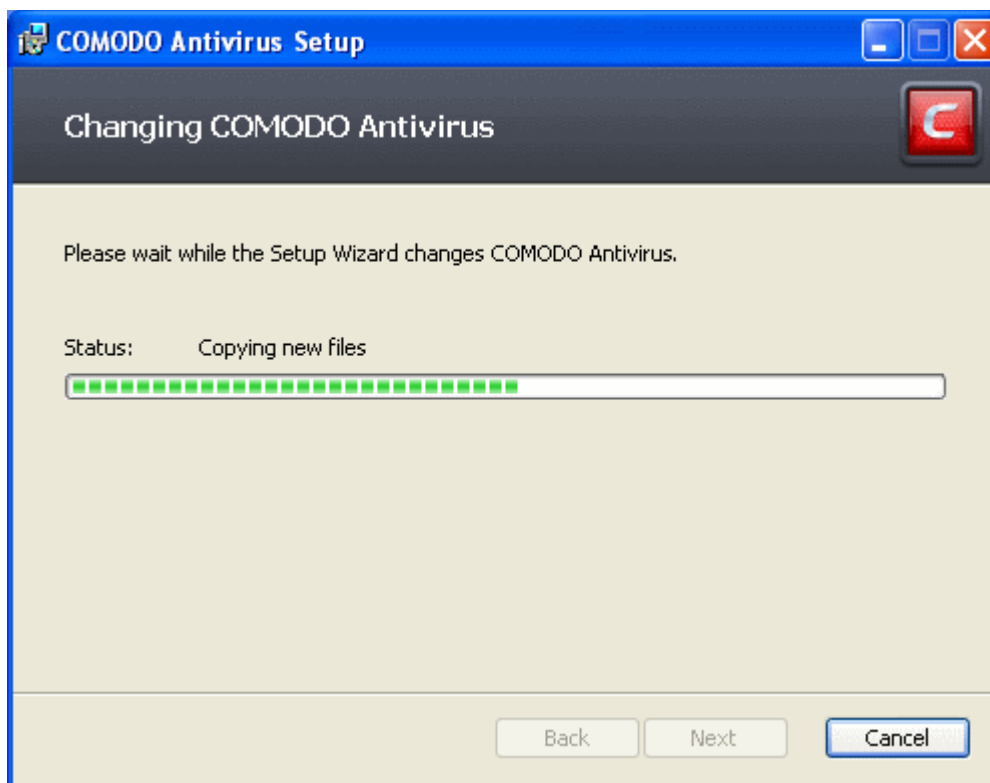 COMODO Antivirus Setup
Changing COMODO Antivirus
C
Please wait while the Setup Wizard changes COMODO Antivirus.
Status: Copying new files
Back Next Cancel